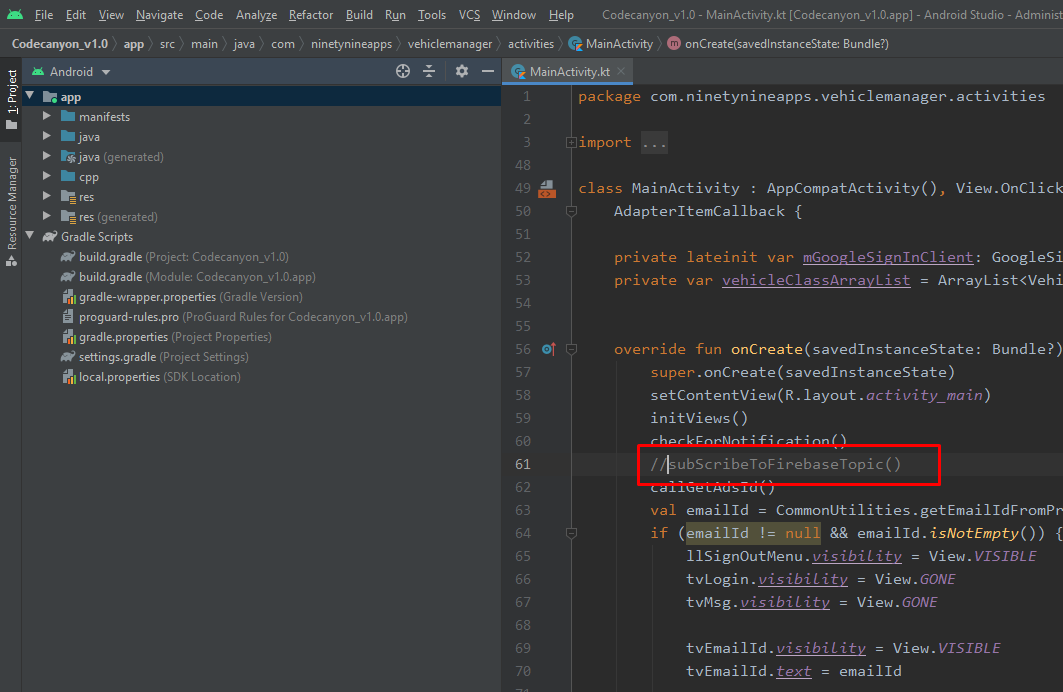 File Edit View Navigate Code Analyze Refactor Build Run Tools VCS Window Help Codecanyon_v1.0 - MainActivity.kt [Codecanyon_v1.0.app] - Android Studio - Administ
Codecanyon_v1.0 app src main java com ninetynineapps vehiclemanager activities MainActivity m onCreate(savedInstanceState: Bundle?)
1: Project
Resource Manager
Android
app
manifests
java
java (generated)
cpp
res
res (generated)
Gradle Scripts
build.gradle (Project: Codecanyon_v1.0)
build.gradle (Module: Codecanyon_v1.0.app)
gradle-wrapper.properties (Gradle Version)
proguard-rules.pro (ProGuard Rules for Codecanyon_v1.0.app)
gradle.properties (Project Properties)
settings.gradle (Project Settings)
local.properties (SDK Location)
MainActivity.kt
1 package com.ninetynineapps.vehiclemanager.activities
2
3 import ...
48
49 class MainActivity : AppCompatActivity(), View.OnClick
50 AdapterItemCallback {
51
52 private lateinit var mGoogleSignInClient: GoogleSi
53 private var vehicleClassArrayList = ArrayList<Vehi
54
55
56 override fun onCreate(savedInstanceState: Bundle?)
57 super.onCreate(savedInstanceState)
58 setContentView(R.layout.activity_main)
59 initViews()
60 checkForNotification()
61 //subScribeToFirebaseTopic()
62 callGetAdsId()
63 val emailId = CommonUtilities.getEmailIdFromPr
64 if (emailId != null && emailId.isNotEmpty()) {
65 llSignOutMenu.visibility = View.VISIBLE
66 tvLogin.visibility = View.GONE
67 tvMsg.visibility = View.GONE
68
69 tvEmailId.visibility = View.VISIBLE
70 tvEmailId.text = emailId